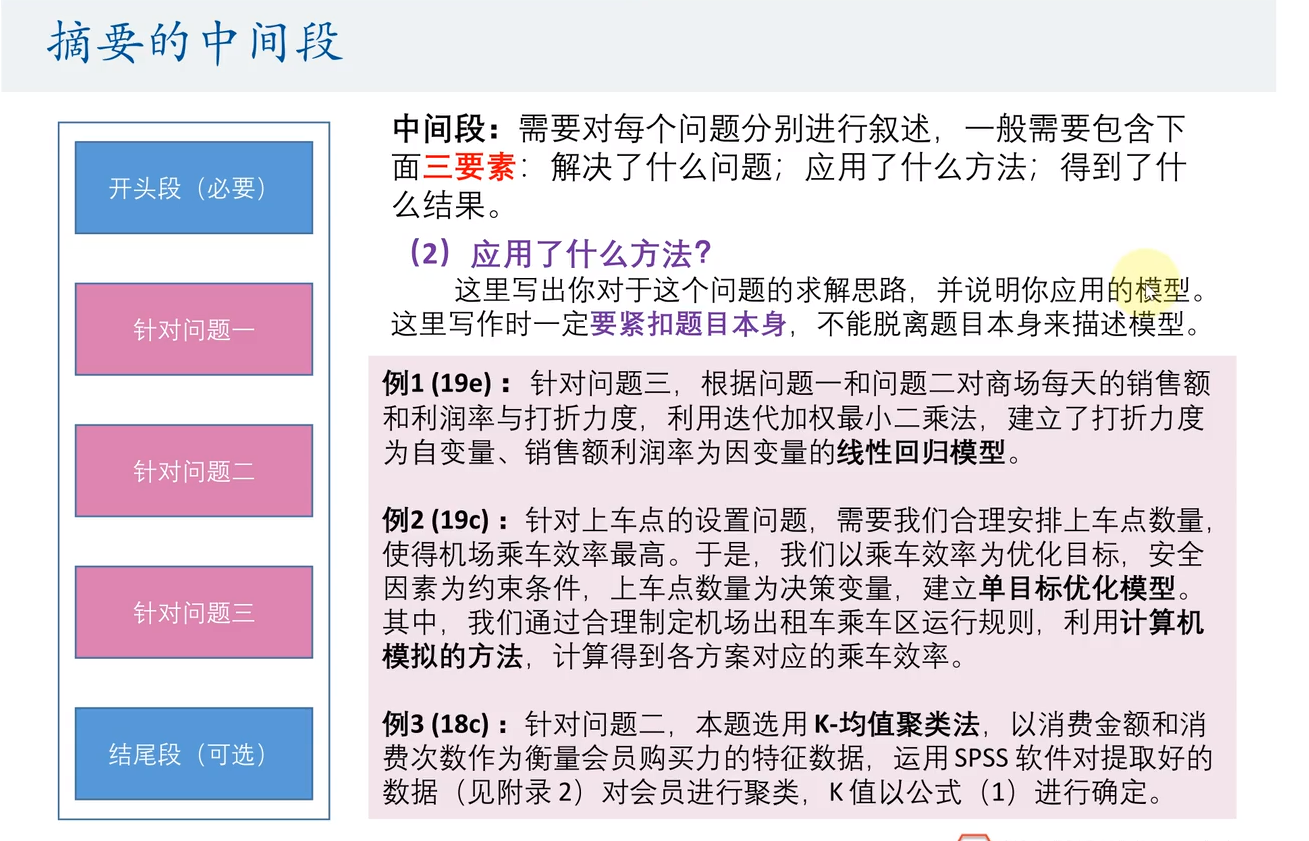 摘要的中间段
开头段（必要）
针对问题一
针对问题二
针对问题三
结尾段（可选）
中间段：需要对每个问题分别进行叙述，一般需要包含下
面三要素：解决了什么问题；应用了什么方法；得到了什
么结果。
（2）应用了什么方法？
这里写出你对于这个问题的求解思路，并说明你应用的模型。
这里写作时一定要紧扣题目本身，不能脱离题目本身来描述模型。
例1 (19e)：针对问题三，根据问题一和问题二对商场每天的销售额
和利润率与打折力度，利用迭代加权最小二乘法，建立了打折力度
为自变量、销售额利润率为因变量的线性回归模型。
例2 (19c)：针对上车点的设置问题，需要我们合理安排上车点数量，
使得机场乘车效率最高。于是，我们以乘车效率为优化目标，安全
因素为约束条件，上车点数量为决策变量，建立单目标优化模型。
其中，我们通过合理制定机场出租车乘车区运行规则，利用计算机
模拟的方法，计算得到各方案对应的乘车效率。
例3 (18c)：针对问题二，本题选用 K-均值聚类法，以消费金额和消
费次数作为衡量会员购买力的特征数据，运用 SPSS 软件对提取好的
数据（见附录 2）对会员进行聚类，K 值以公式（1）进行确定。